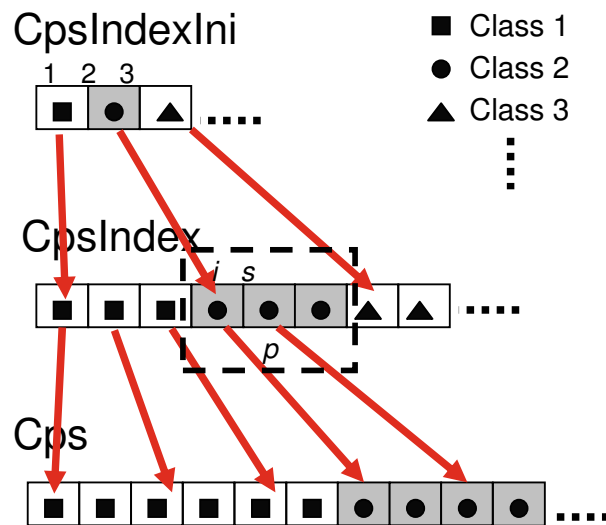 CpsIndexIni
1 2 3
Class 1
Class 2
Class 3
CpsIndex
i s
p
Cps